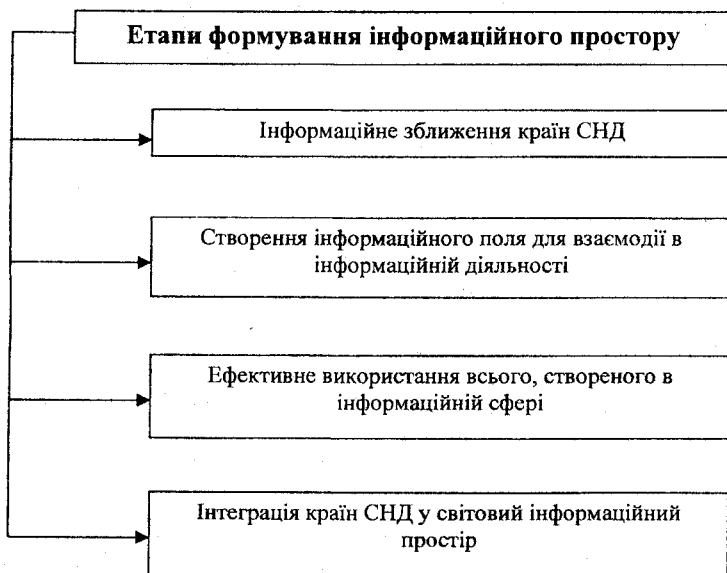 Етапи формування інформаційного простору
Інформаційне зближення країн СНД
Створення інформаційного поля для взаємодії в
інформаційній діяльності
Ефективне використання всього, створеного в
інформаційній сфері
Інтеграція країн СНД у світовий інформаційний
простір